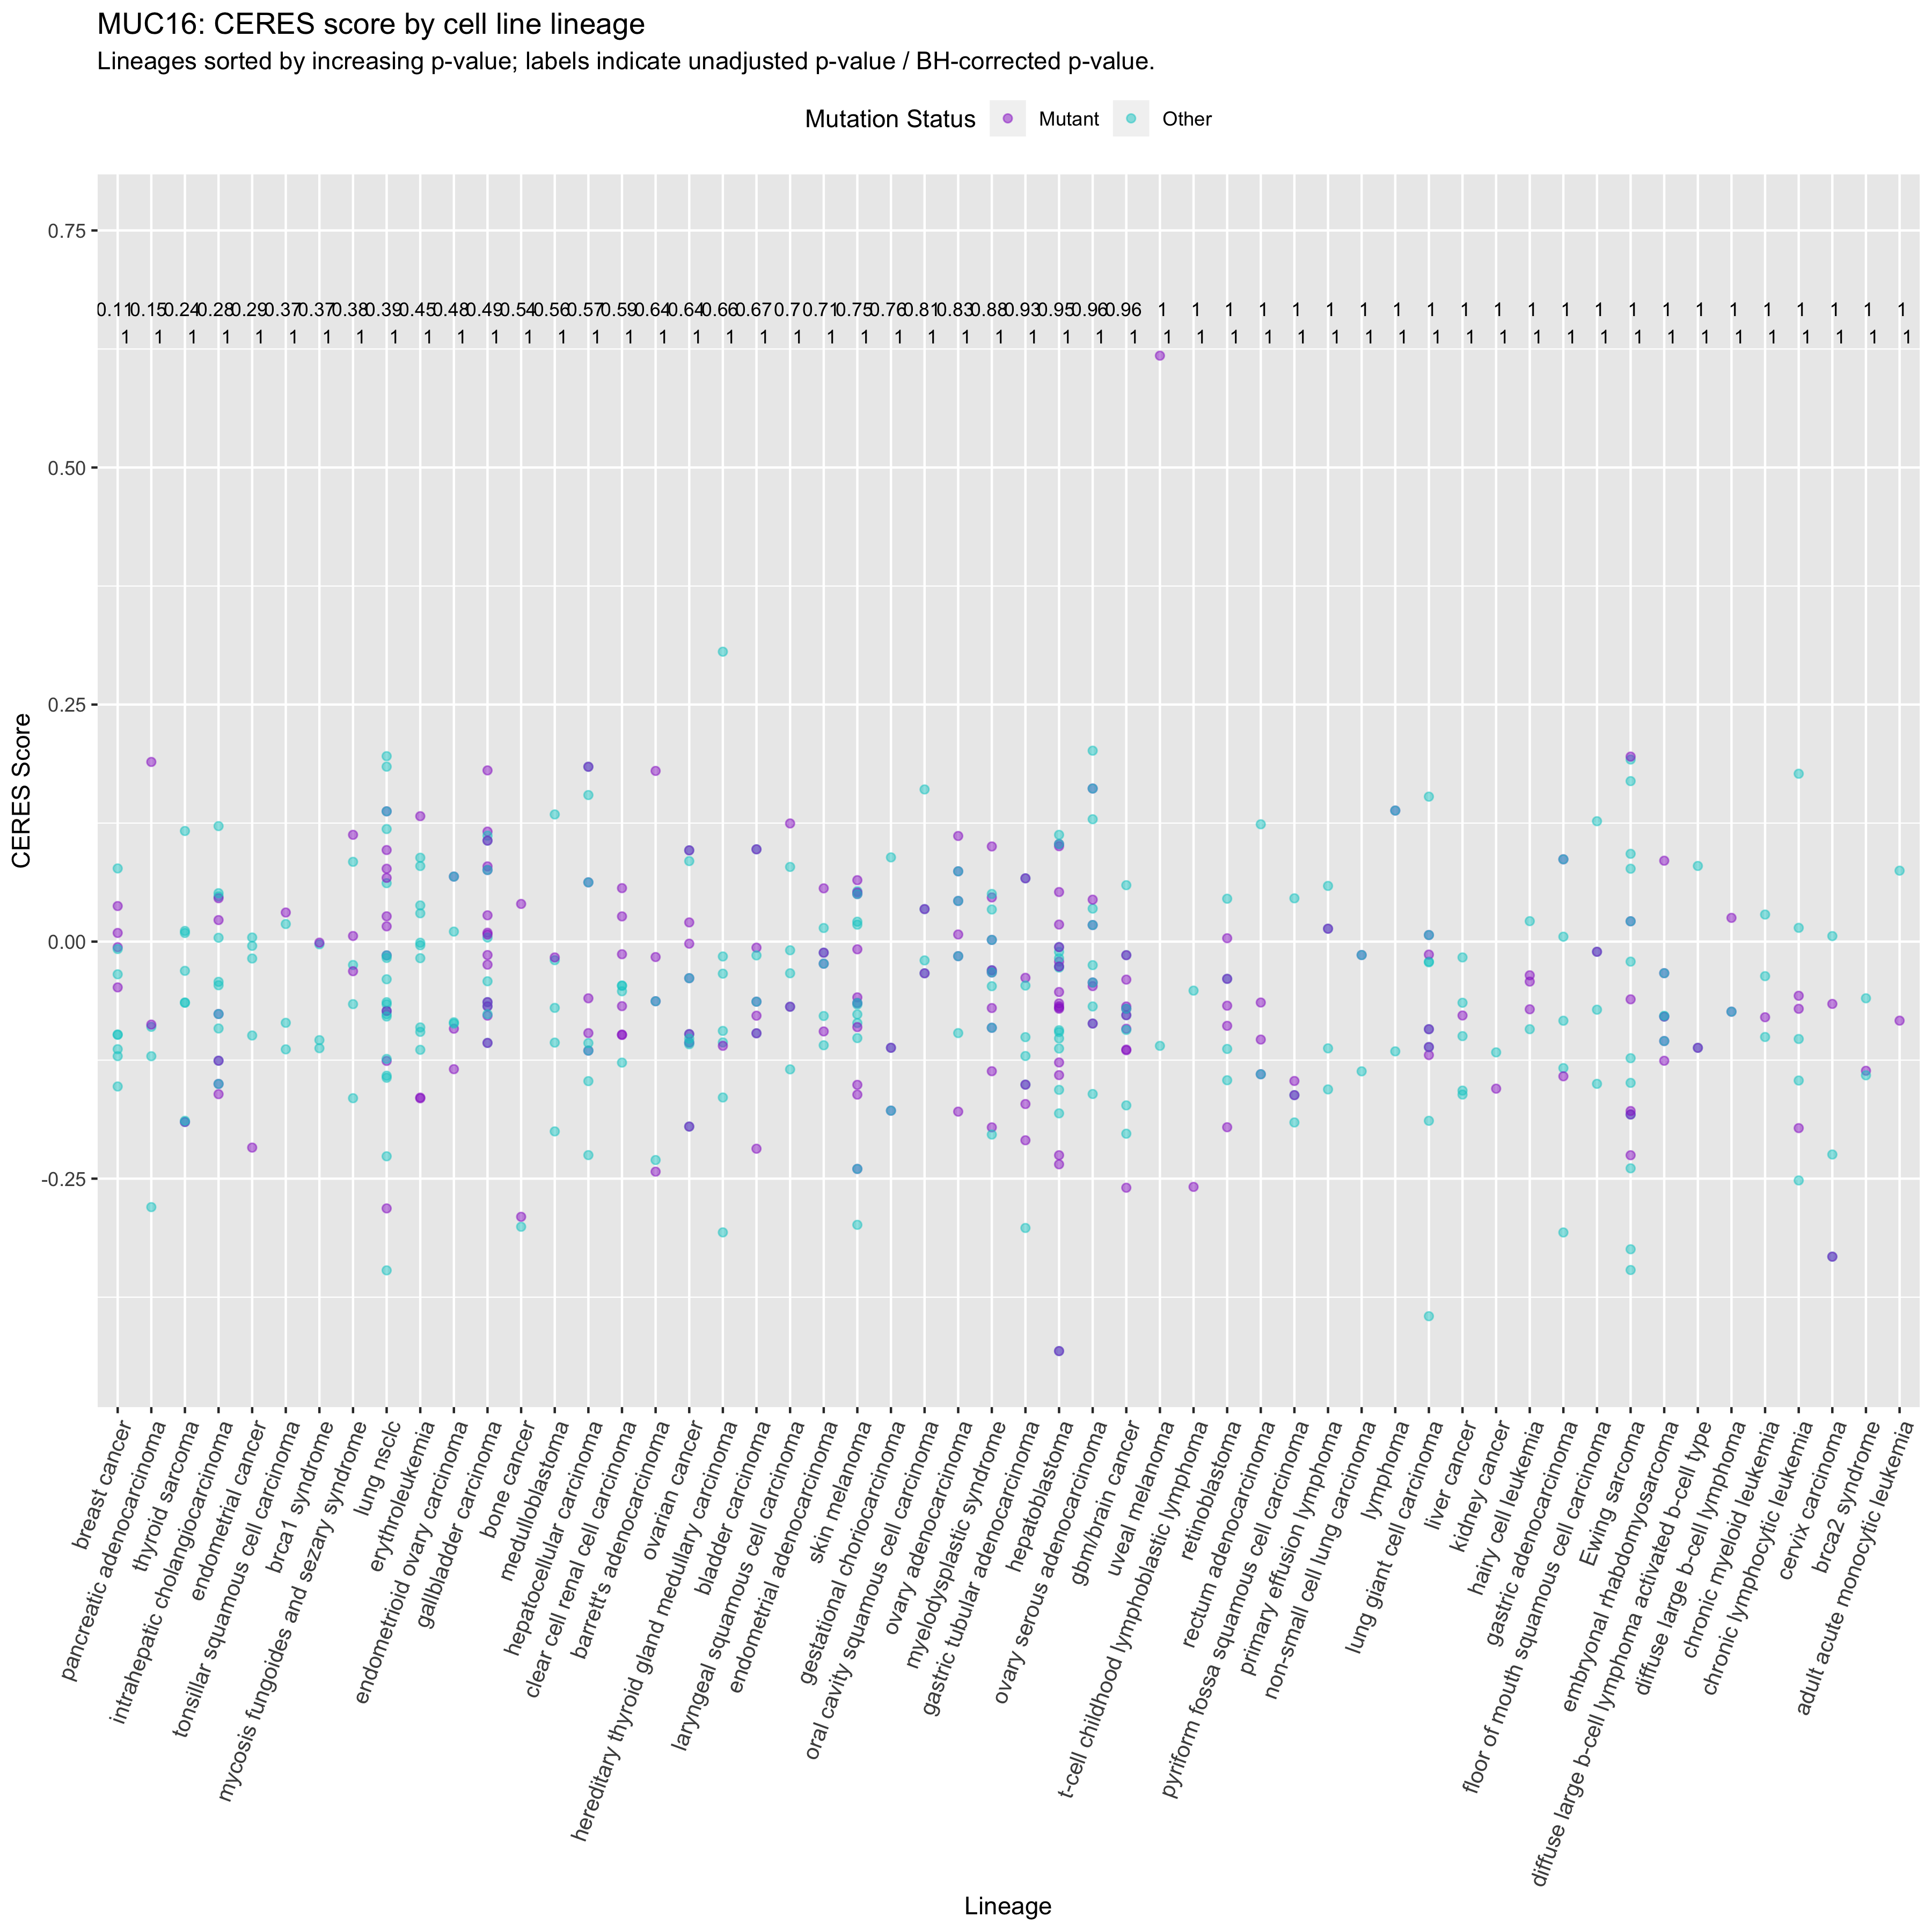 MUC16: CERES score by cell line lineage
Lineages sorted by increasing p-value; labels indicate unadjusted p-value / BH-corrected p-value.
Mutation Status Mutant Other
0.75
0.11 0.15 0.24 0.28 0.29 0.37 0.37 0.38 0.39 0.45 0.48 0.49 0.54 0.56 0.57 0.59 0.64 0.64 0.66 0.67 0.7 0.71 0.75 0.76 0.81 0.83 0.88 0.93 0.95 0.96 0.96 1 1 1 1 1 1 1 1 1 1 1 1 1 1 1 1 1 1 1 1 1 1 1
1 1 1 1 1 1 1 1 1 1 1 1 1 1 1 1 1 1 1 1 1 1 1 1 1 1 1 1 1 1 1 1 1 1 1 1 1 1 1 1 1 1 1 1 1 1 1 1 1 1 1 1 1 1
0.50
0.25
0.00
-0.25
CERES Score
breast cancer
pancreatic adenocarcinoma
thyroid sarcoma
intrahepatic cholangiocarcinoma
endometrial cancer
tonsillar squamous cell carcinoma
brca1 syndrome
mycosis fungoides and sezary syndrome
lung nsclc
erythroleukemia
endometrioid ovary carcinoma
gallbladder carcinoma
bone cancer
medulloblastoma
hepatocellular carcinoma
clear cell renal cell carcinoma
barrett's adenocarcinoma
ovarian cancer
hereditary thyroid gland medullary carcinoma
bladder carcinoma
laryngeal squamous cell carcinoma
endometrial adenocarcinoma
skin melanoma
gestational choriocarcinoma
oral cavity squamous cell carcinoma
ovary adenocarcinoma
myelodysplastic syndrome
gastric tubular adenocarcinoma
hepatoblastoma
ovary serous adenocarcinoma
gbm/brain cancer
uveal melanoma
t-cell childhood lymphoblastic lymphoma
retinoblastoma
rectum adenocarcinoma
pyriform fossa squamous cell carcinoma
primary effusion lymphoma
non-small cell lung carcinoma
lymphoma
lung giant cell carcinoma
liver cancer
kidney cancer
hairy cell leukemia
gastric adenocarcinoma
floor of mouth squamous cell carcinoma
Ewing sarcoma
embryonal rhabdomyosarcoma
diffuse large b-cell lymphoma activated b-cell type
diffuse large b-cell lymphoma
chronic myeloid leukemia
chronic lymphocytic leukemia
cervix carcinoma
brca2 syndrome
adult acute monocytic leukemia
Lineage